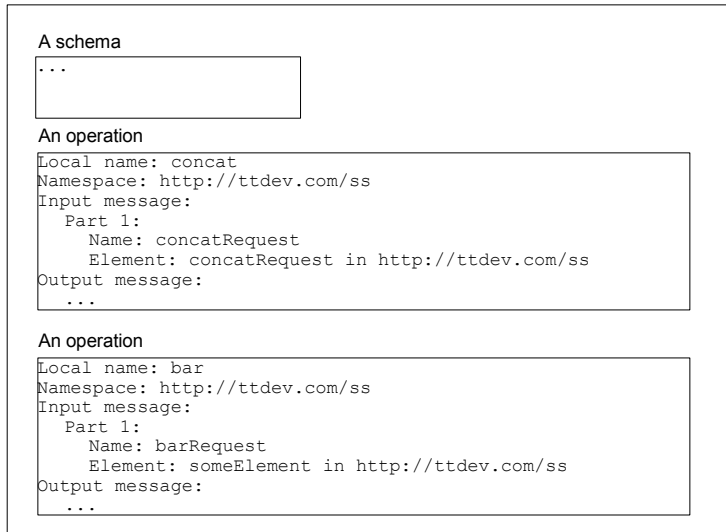 A schema
...
An operation
Local name: concat
Namespace: http://ttdev.com/ss
Input message:
Part 1:
Name: concatRequest
Element: concatRequest in http://ttdev.com/ss
Output message:
...
An operation
Local name: bar
Namespace: http://ttdev.com/ss
Input message:
Part 1:
Name: barRequest
Element: someElement in http://ttdev.com/ss
Output message:
...